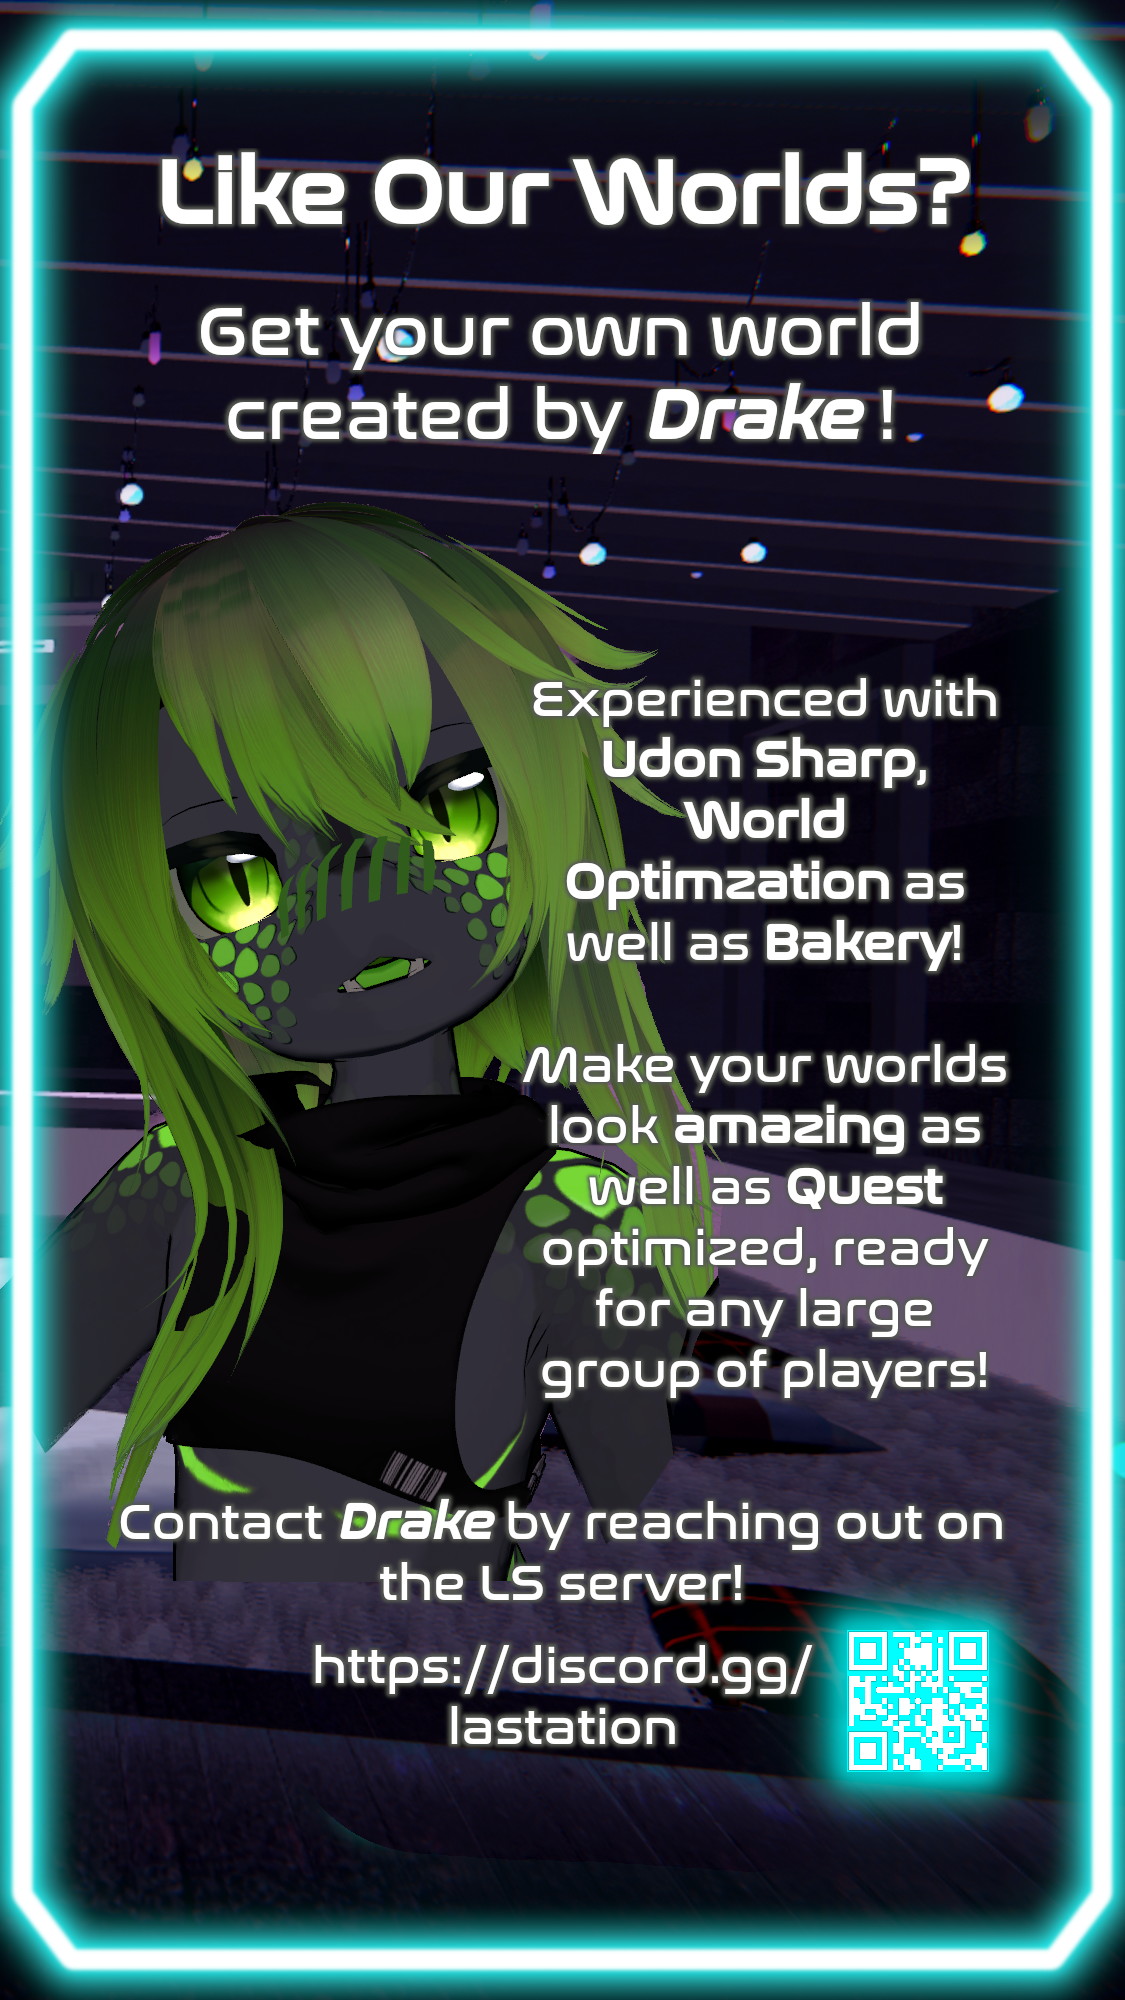 Like Our Worlds?
Get your own world
created by Drake !
Experienced with
Udon Sharp,
World
Optimzation as
well as Bakery!
Make your worlds
look amazing as
well as Quest
optimized, ready
for any large
group of players!
Contact Drake by reaching out on
the LS server!
https://discord.gg/
lastation